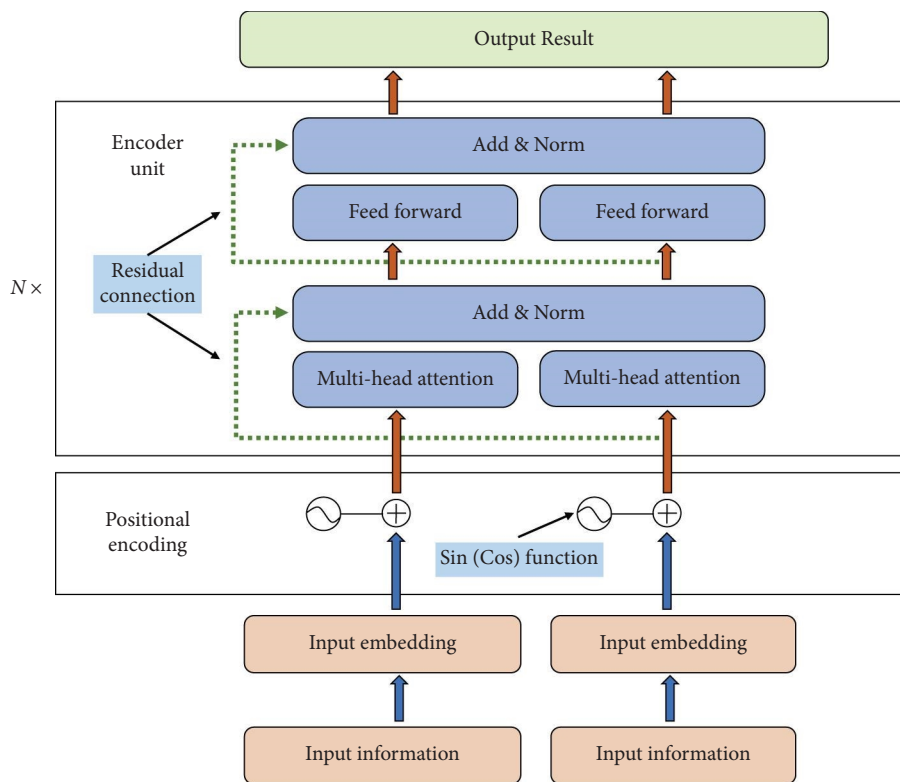 Output Result
Encoder
unit
Add & Norm
Feed forward
Feed forward
Residual
connection
N ×
Add & Norm
Multi-head attention
Multi-head attention
Positional
encoding
Sin (Cos) function
Input embedding
Input embedding
Input information
Input information